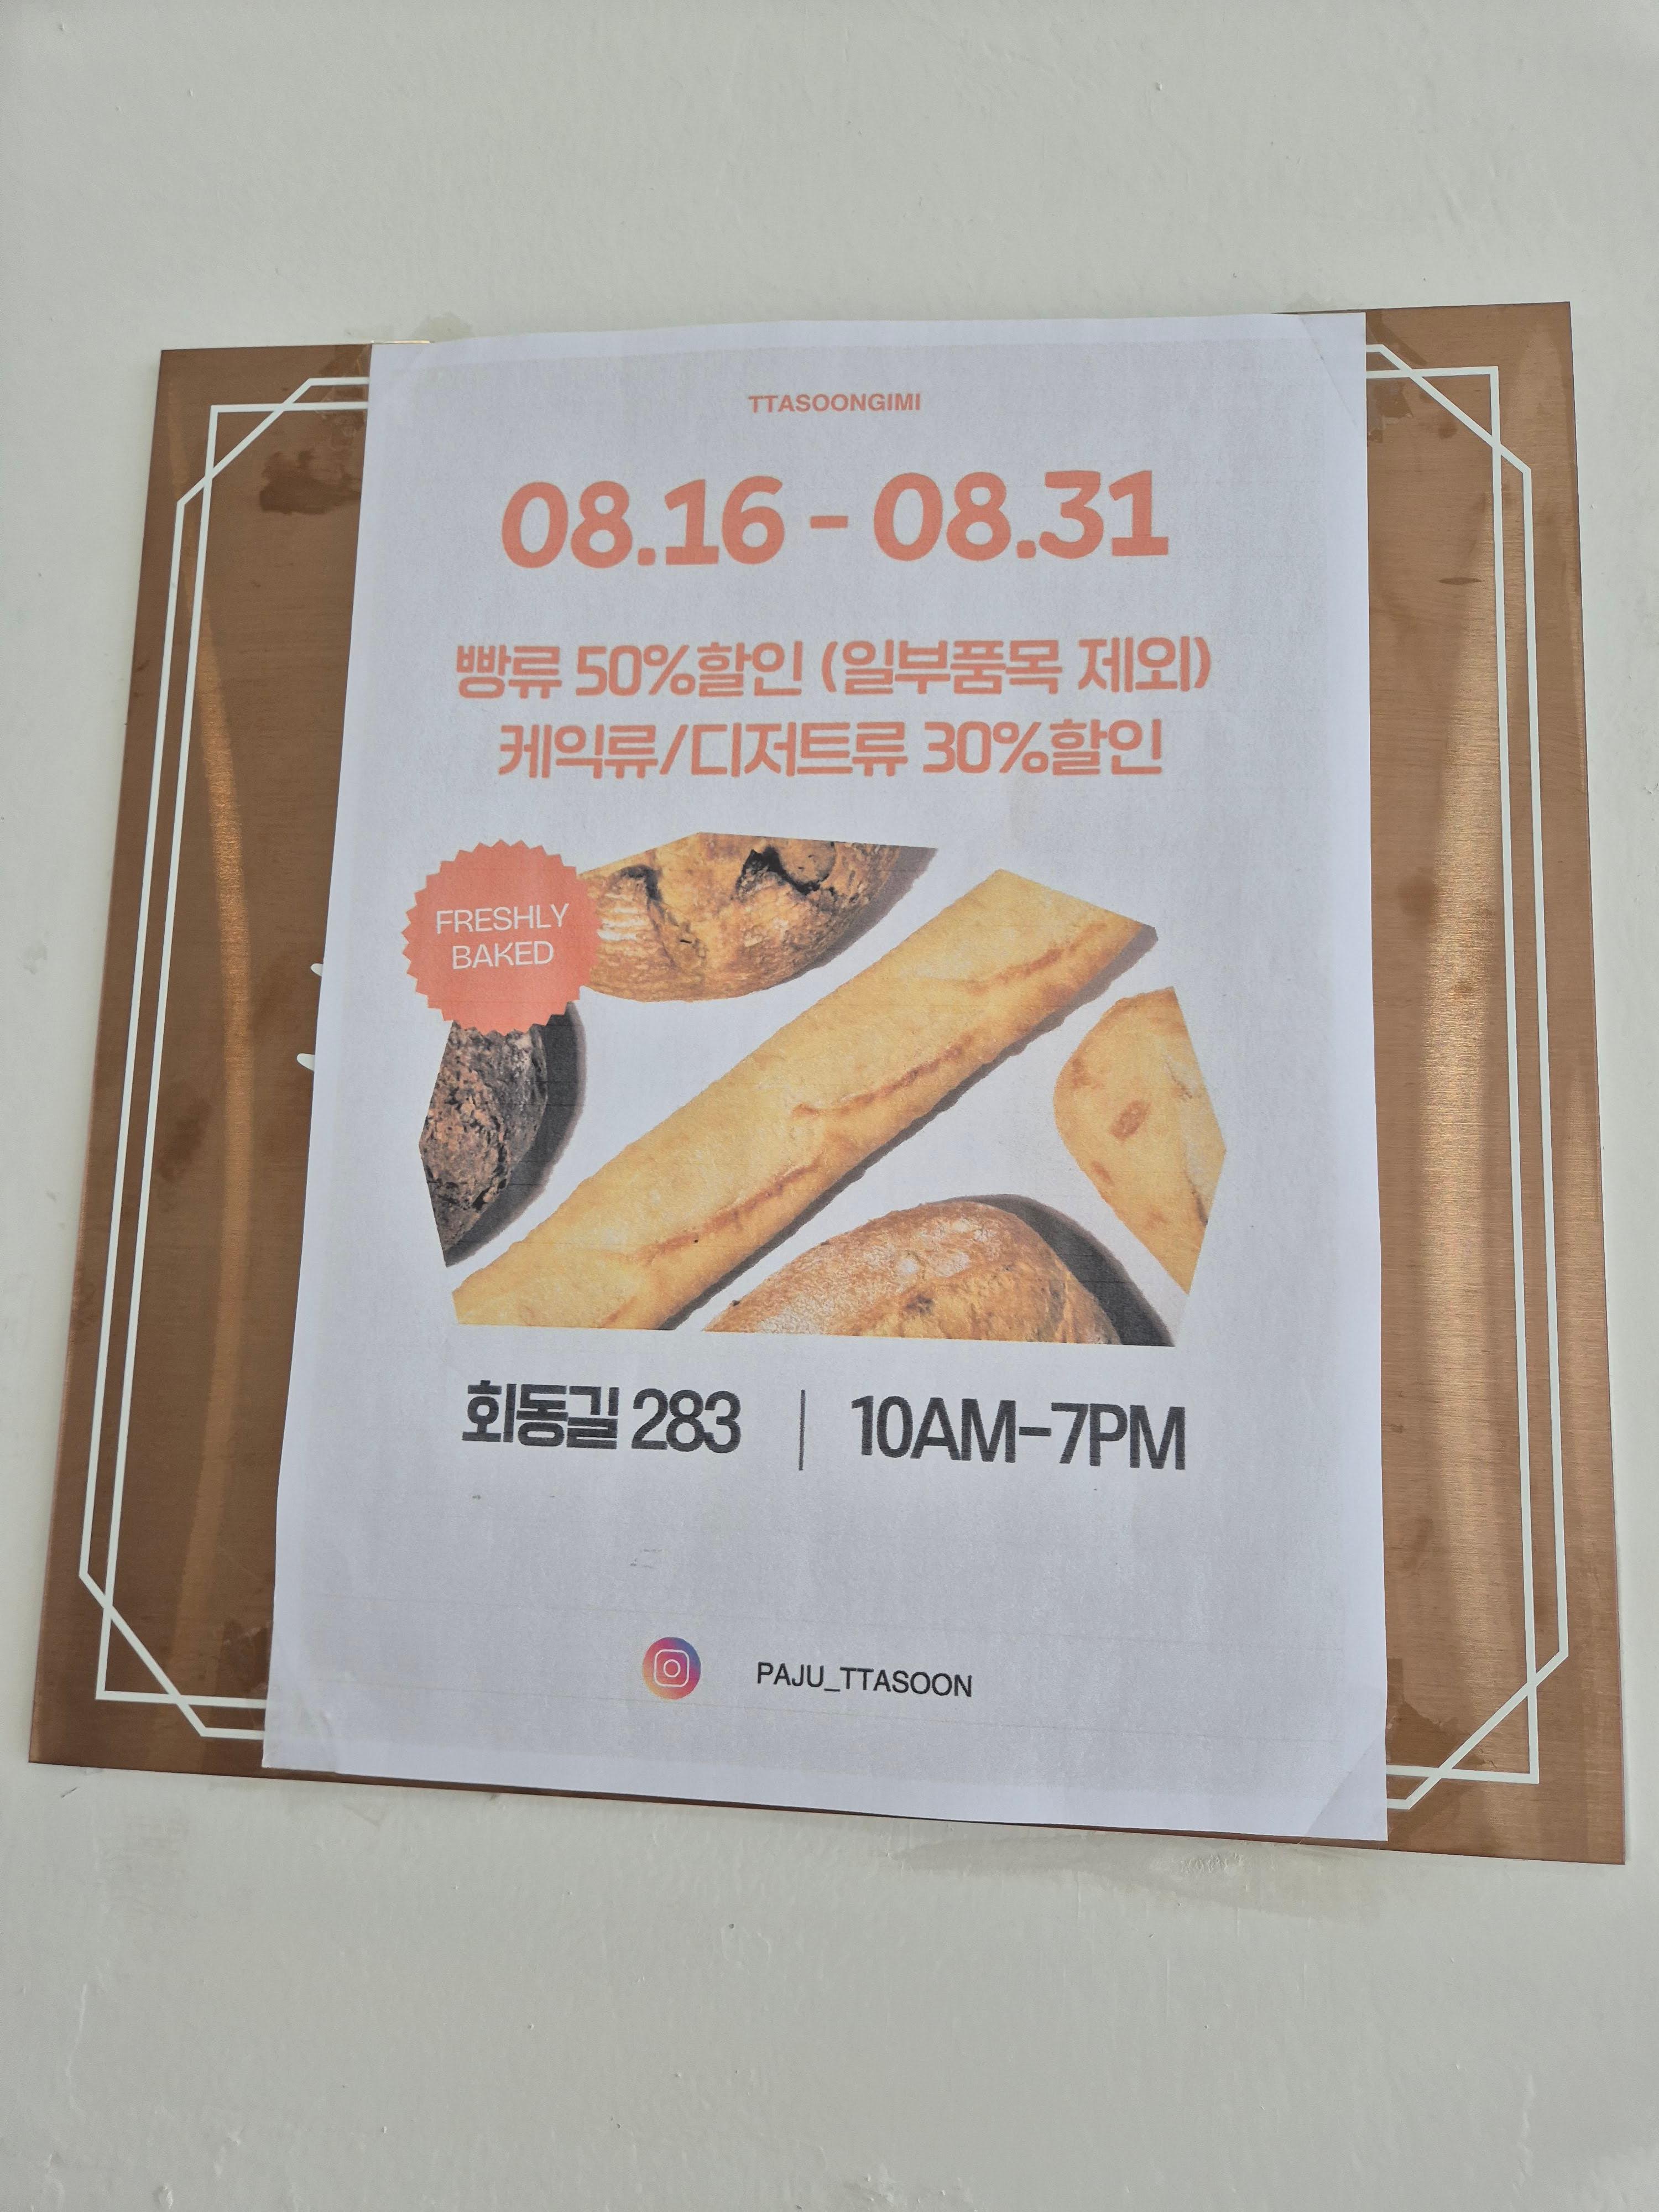 TTASOONGIMI
08.16 - 08.31
빵류 50%할인 (일부품목 제외)
케익류/디저트류 30%할인
FRESHLY
BAKED
회동길 283 | 10AM-7PM
PAJU_TTASOON